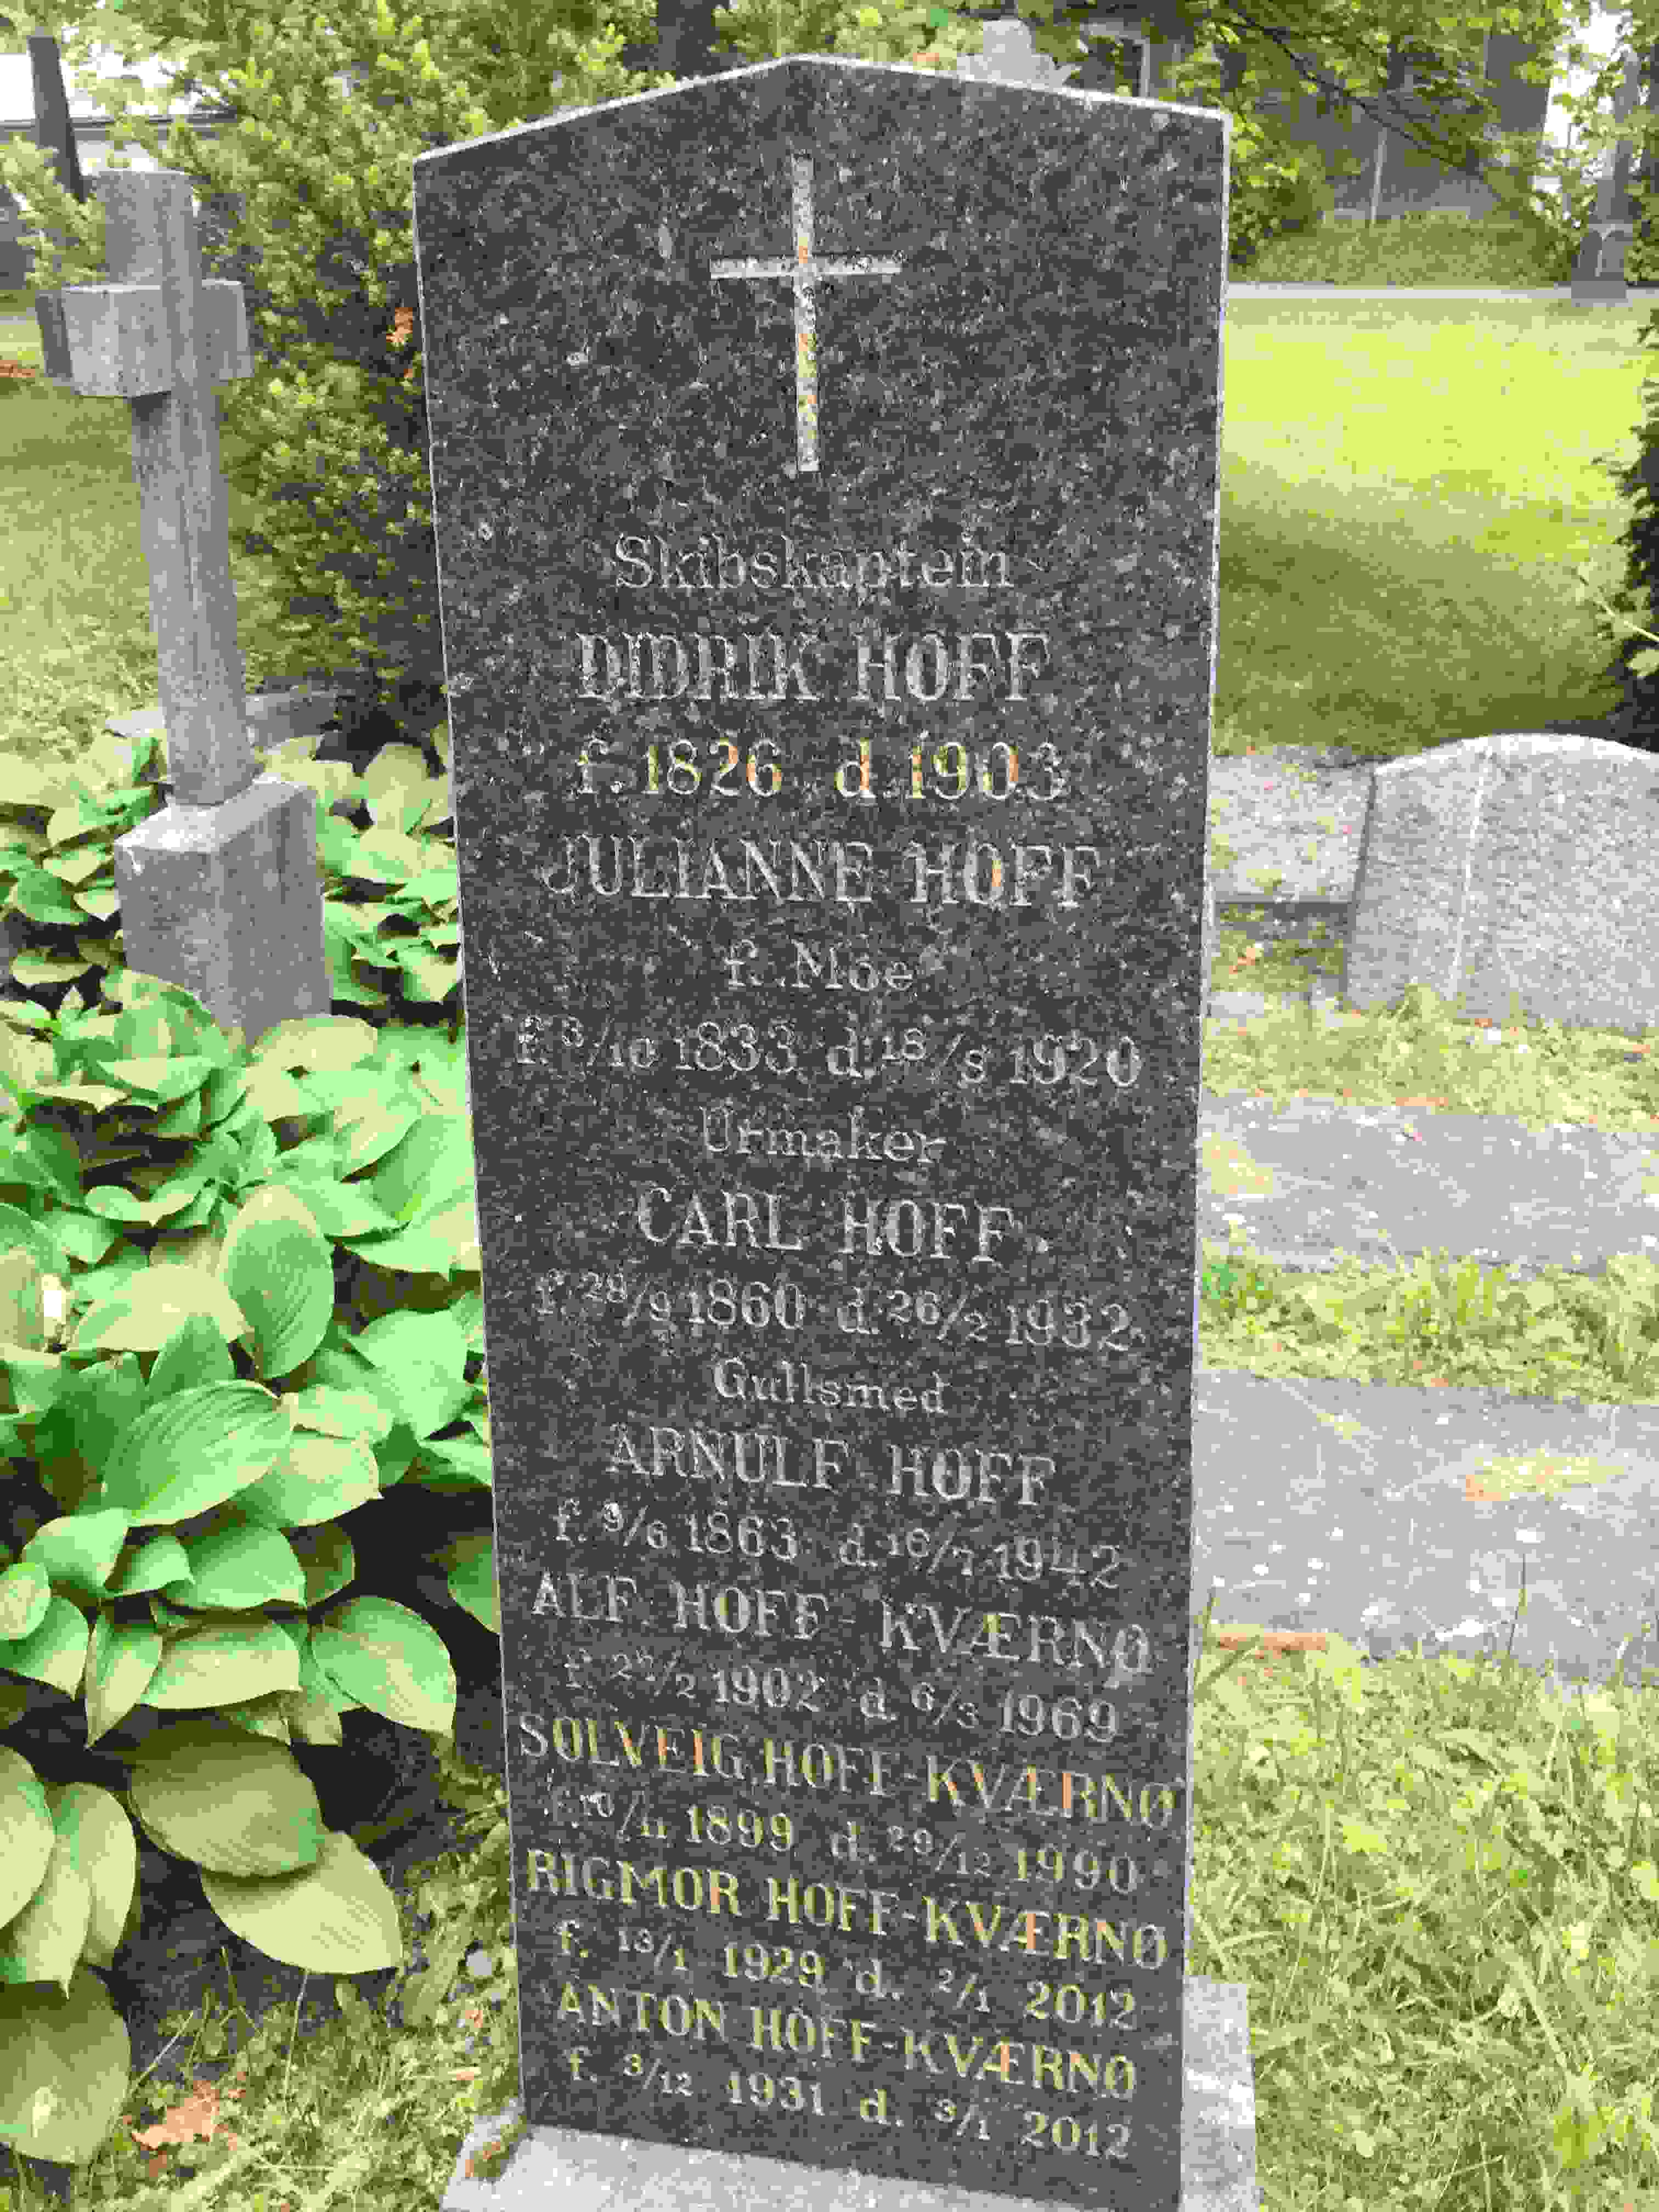 Skibskaptein
DIDRIK HOFF
f. 1826 d. 1903
JULIANNE HOFF
f. Moe
f. 3/10 1833 d. 18/8 1920
Urmaker
CARL HOFF
f. 28/9 1860 d. 26/2 1932
Gullsmed
ARNULF HOFF
f. 9/6 1863 d. 16/7 1942
ALF HOFF-KVÆRNØ
f. 1902 d. 6/3 1969
SOLVEIG HOFF-KVÆRNØ
f. 10/11 1899 d. 29/12 1990
RIGMOR HOFF-KVÆRNØ
f. 13/1 1929 d. 2/1 2012
ANTON HOFF-KVÆRNØ
f. 3/12 1931 d. 3/1 2012